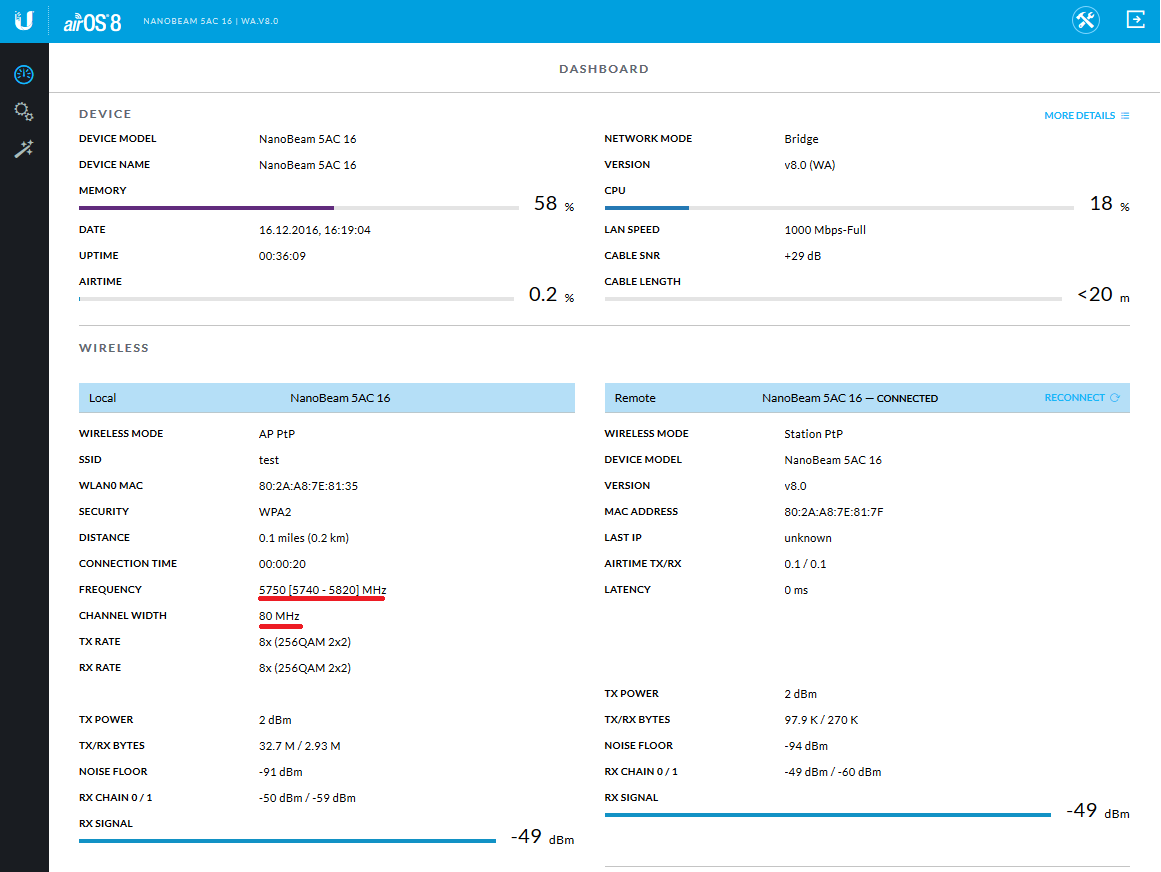 airOS 8 NANOBEAM 5AC 16 | WA.V8.0
DASHBOARD
DEVICE MORE DETAILS
DEVICE MODEL NanoBeam 5AC 16 NETWORK MODE Bridge
DEVICE NAME NanoBeam 5AC 16 VERSION v8.0 (WA)
MEMORY 58 % CPU 18 %
DATE 16.12.2016, 16:19:04 LAN SPEED 1000 Mbps-Full
UPTIME 00:36:09 CABLE SNR +29 dB
AIRTIME 0.2 % CABLE LENGTH <20 m
WIRELESS
Local NanoBeam 5AC 16 Remote NanoBeam 5AC 16 — CONNECTED RECONNECT
WIRELESS MODE AP PtP WIRELESS MODE Station PtP
SSID test DEVICE MODEL NanoBeam 5AC 16
WLAN0 MAC 80:2A:A8:7E:81:35 VERSION v8.0
SECURITY WPA2 MAC ADDRESS 80:2A:A8:7E:81:7F
DISTANCE 0.1 miles (0.2 km) LAST IP unknown
CONNECTION TIME 00:00:20 AIRTIME TX/RX 0.1 / 0.1
FREQUENCY 5750 [5740 - 5820] MHz LATENCY 0 ms
CHANNEL WIDTH 80 MHz
TX RATE 8x (256QAM 2x2)
RX RATE 8x (256QAM 2x2)
TX POWER 2 dBm
TX POWER 2 dBm TX/RX BYTES 97.9 K / 270 K
TX/RX BYTES 32.7 M / 2.93 M NOISE FLOOR -94 dBm
NOISE FLOOR -91 dBm RX CHAIN 0 / 1 -49 dBm / -60 dBm
RX CHAIN 0 / 1 -50 dBm / -59 dBm RX SIGNAL -49 dBm
RX SIGNAL -49 dBm